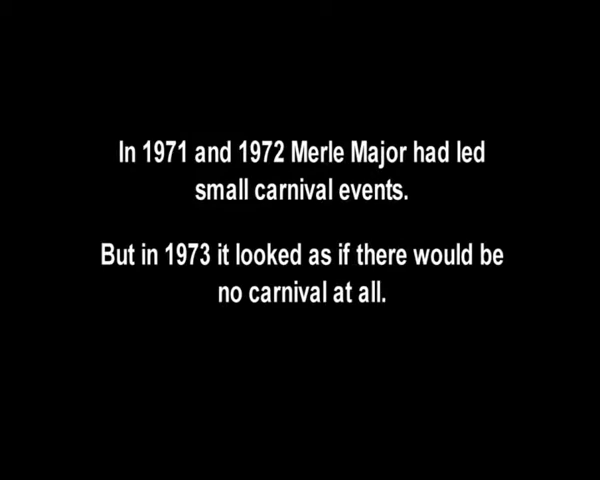 In 1971 and 1972 Merle Major had led
small carnival events.
But in 1973 it looked as if there would be
no carnival at all.